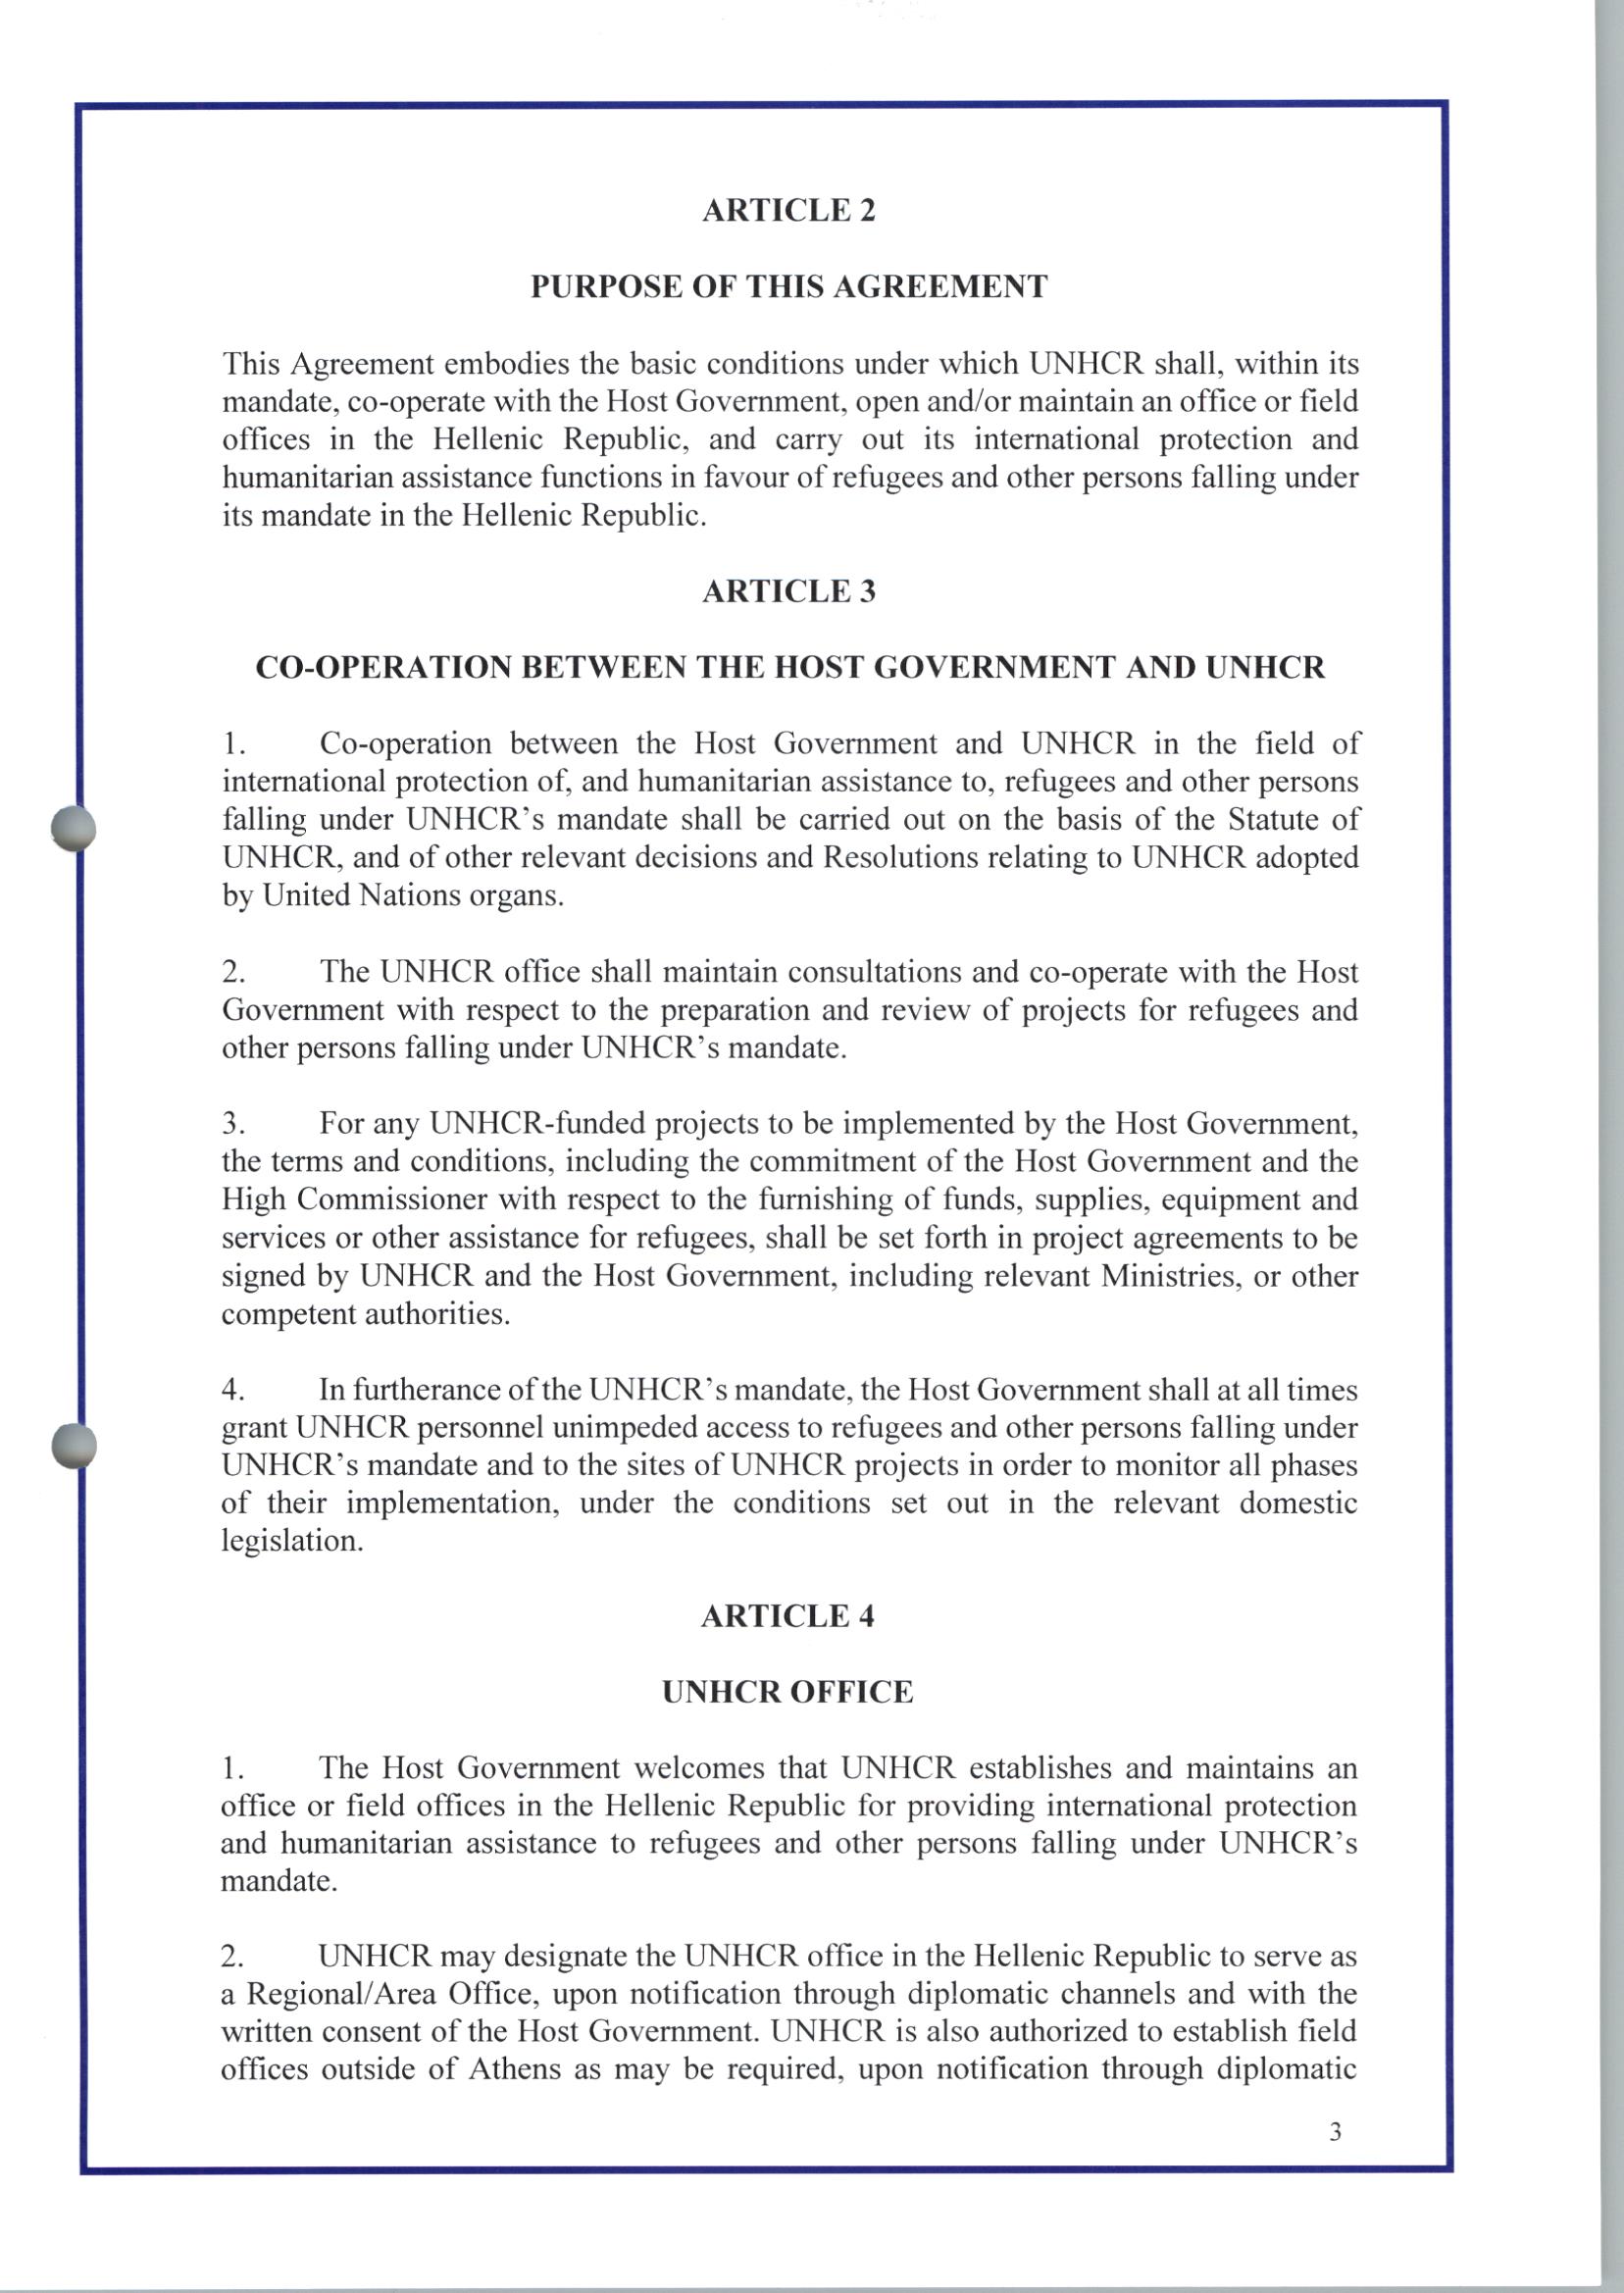 ARTICLE 2
PURPOSE OF THIS AGREEMENT
This Agreement embodies the basic conditions under which UNHCR shall, within its
mandate, co-operate with the Host Government, open and/or maintain an office or field
offices in the Hellenic Republic, and carry out its international protection and
humanitarian assistance functions in favour of refugees and other persons falling under
its mandate in the Hellenic Republic.
ARTICLE 3
CO-OPERATION BETWEEN THE HOST GOVERNMENT AND UNHCR
1. Co-operation between the Host Government and UNHCR in the field of
international protection of, and humanitarian assistance to, refugees and other persons
falling under UNHCR’s mandate shall be carried out on the basis of the Statute of
UNHCR, and of other relevant decisions and Resolutions relating to UNHCR adopted
by United Nations organs.
2. The UNHCR office shall maintain consultations and co-operate with the Host
Government with respect to the preparation and review of projects for refugees and
other persons falling under UNHCR’s mandate.
3. For any UNHCR-funded projects to be implemented by the Host Government,
the terms and conditions, including the commitment of the Host Government and the
High Commissioner with respect to the furnishing of funds, supplies, equipment and
services or other assistance for refugees, shall be set forth in project agreements to be
signed by UNHCR and the Host Government, including relevant Ministries, or other
competent authorities.
4. In furtherance of the UNHCR’s mandate, the Host Government shall at all times
grant UNHCR personnel unimpeded access to refugees and other persons falling under
UNHCR’s mandate and to the sites of UNHCR projects in order to monitor all phases
of their implementation, under the conditions set out in the relevant domestic
legislation.
ARTICLE 4
UNHCR OFFICE
1. The Host Government welcomes that UNHCR establishes and maintains an
office or field offices in the Hellenic Republic for providing international protection
and humanitarian assistance to refugees and other persons falling under UNHCR’s
mandate.
2. UNHCR may designate the UNHCR office in the Hellenic Republic to serve as
a Regional/Area Office, upon notification through diplomatic channels and with the
written consent of the Host Government. UNHCR is also authorized to establish field
offices outside of Athens as may be required, upon notification through diplomatic
3